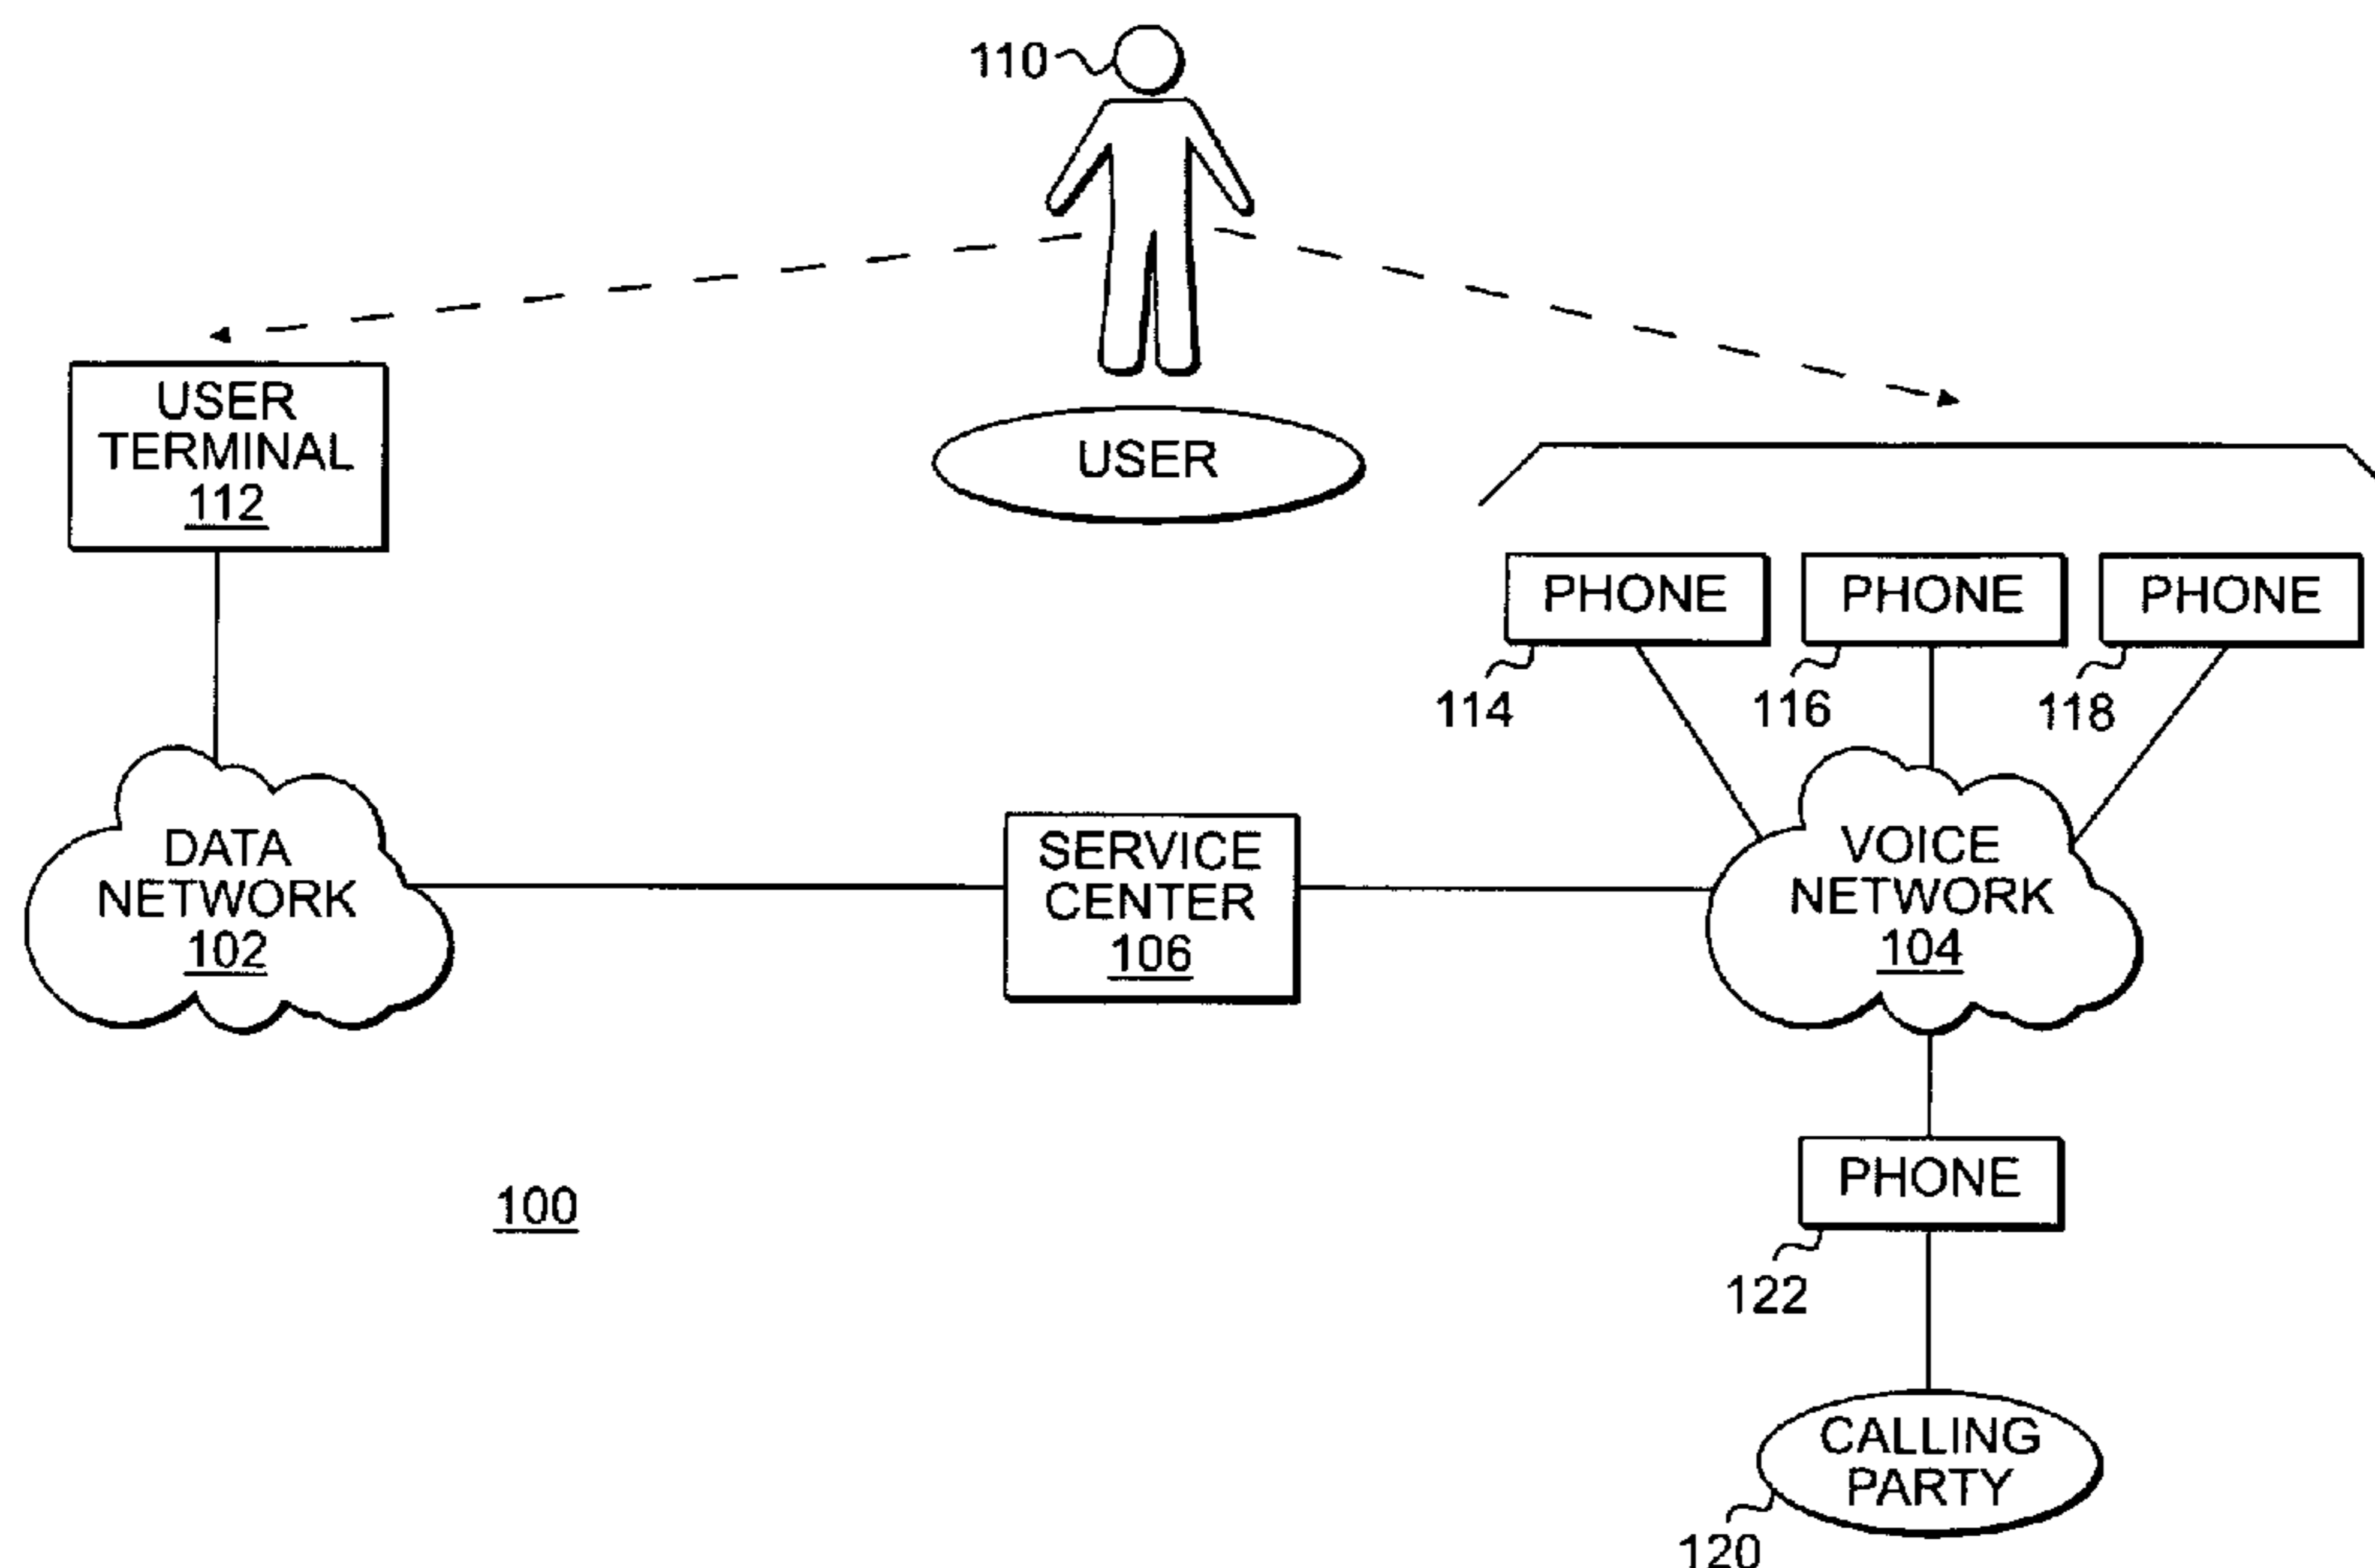 110
USER
TERMINAL
112
USER
PHONE
PHONE
PHONE
114
116
118
DATA
NETWORK
102
SERVICE
CENTER
106
VOICE
NETWORK
104
100
PHONE
122
CALLING
PARTY
120